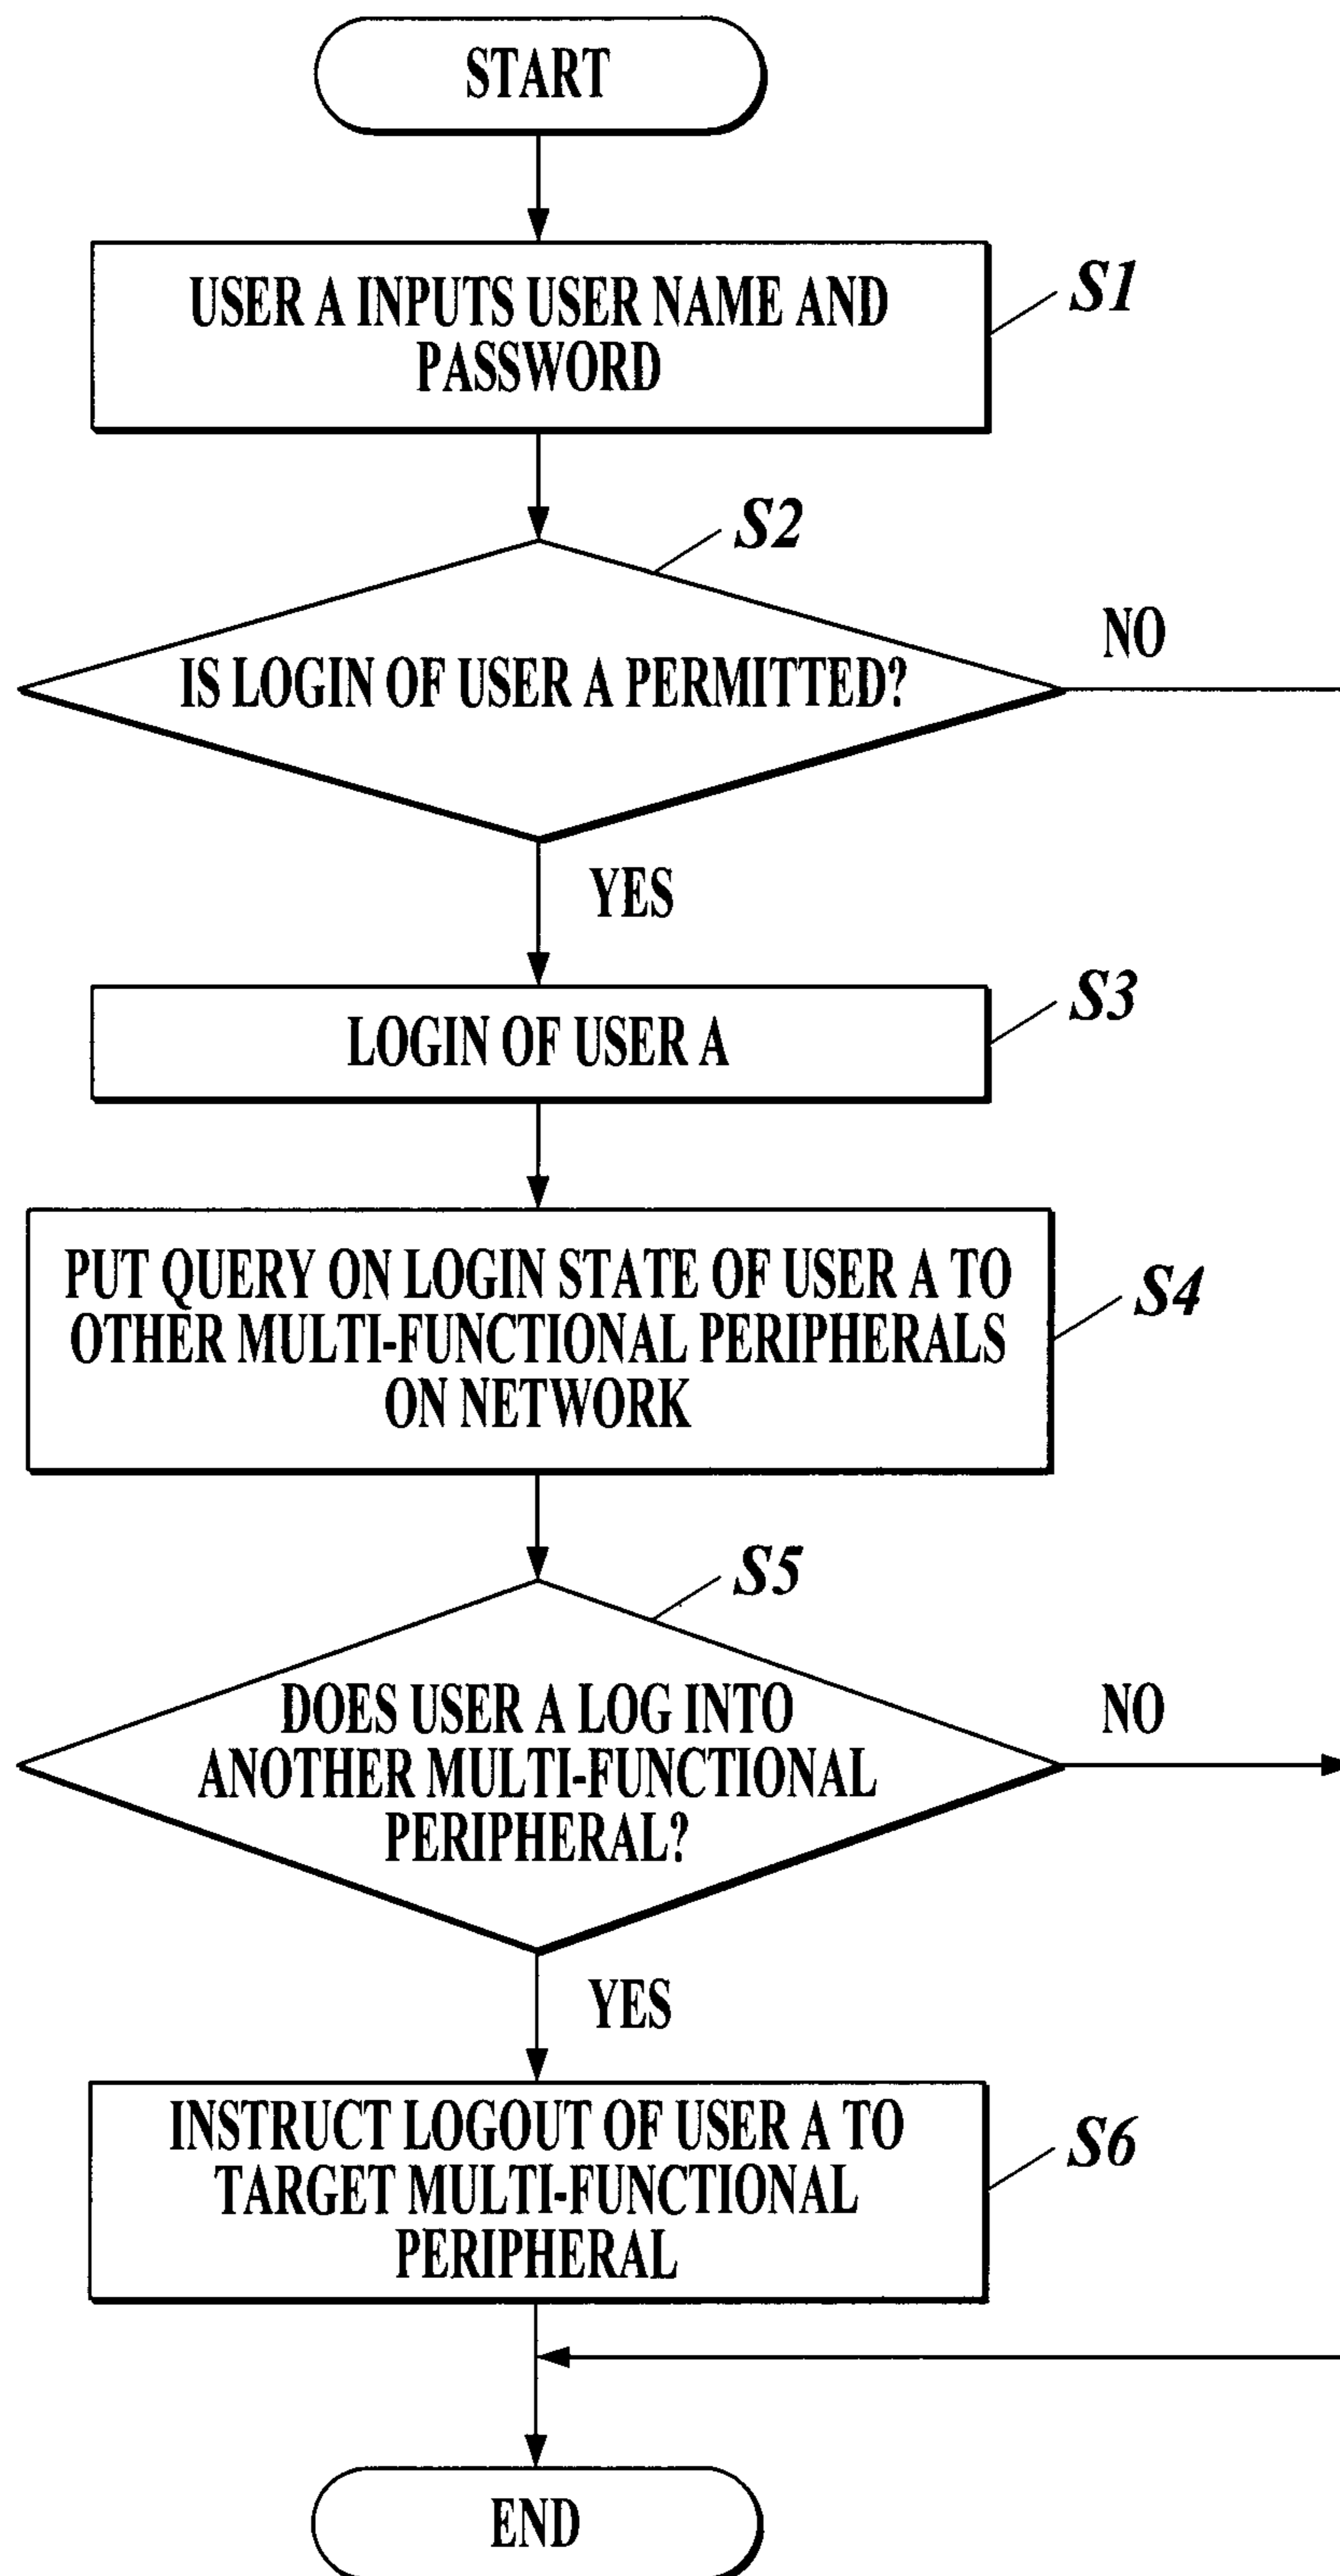 START
USER A INPUTS USER NAME AND
PASSWORD
S1
S2
IS LOGIN OF USER A PERMITTED?
NO
YES
LOGIN OF USER A
S3
PUT QUERY ON LOGIN STATE OF USER A TO
OTHER MULTI-FUNCTIONAL PERIPHERALS
ON NETWORK
S4
S5
DOES USER A LOG INTO
ANOTHER MULTI-FUNCTIONAL
PERIPHERAL?
NO
YES
INSTRUCT LOGOUT OF USER A TO
TARGET MULTI-FUNCTIONAL
PERIPHERAL
S6
END